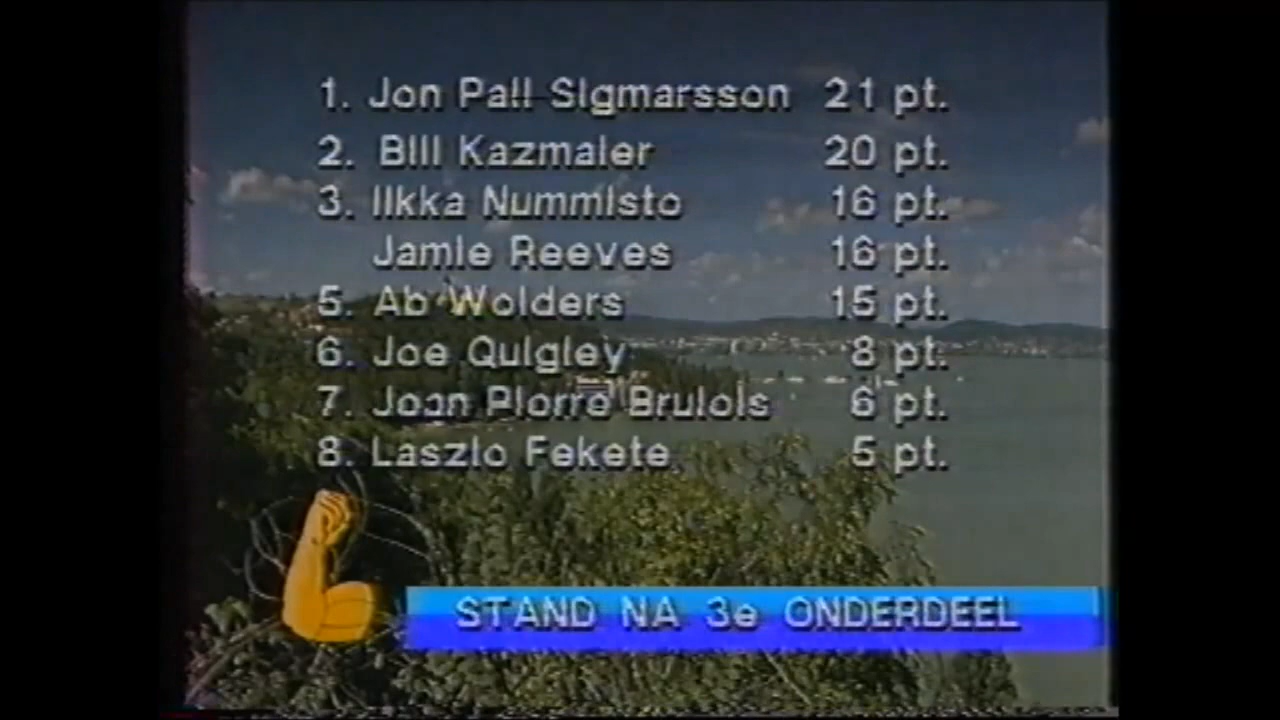 1. Jon Pall Sigmarsson 21 pt.
2. Bill Kazmaier 20 pt.
3. Ilkka Nummisto 16 pt.
Jamie Reeves 16 pt.
5. Ab Wolders 15 pt.
6. Joe Quigley 8 pt.
7. Jean Pierre Brulois 6 pt.
8. Laszlo Fekete 5 pt.
STAND NA 3e ONDERDEEL